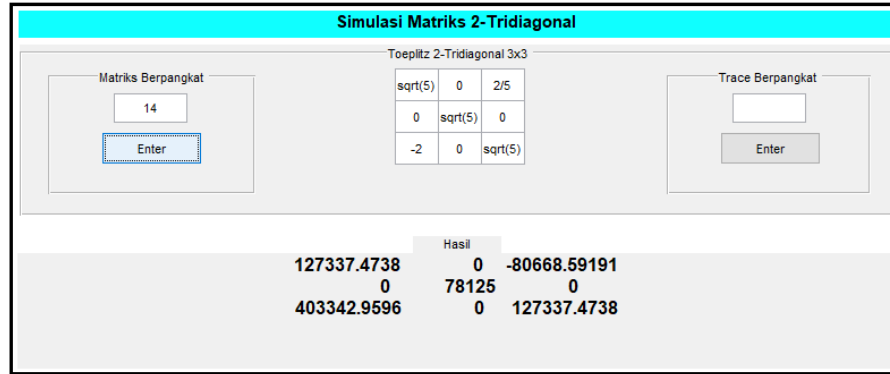 Simulasi Matriks 2-Tridiagonal
Toeplitz 2-Tridiagonal 3x3
Matriks Berpangkat
14
Enter
sqrt(5) 0 2/5
0 sqrt(5) 0
-2 0 sqrt(5)
Trace Berpangkat
Enter
Hasil
127337.4738 0 -80668.59191
0 78125 0
403342.9596 0 127337.4738